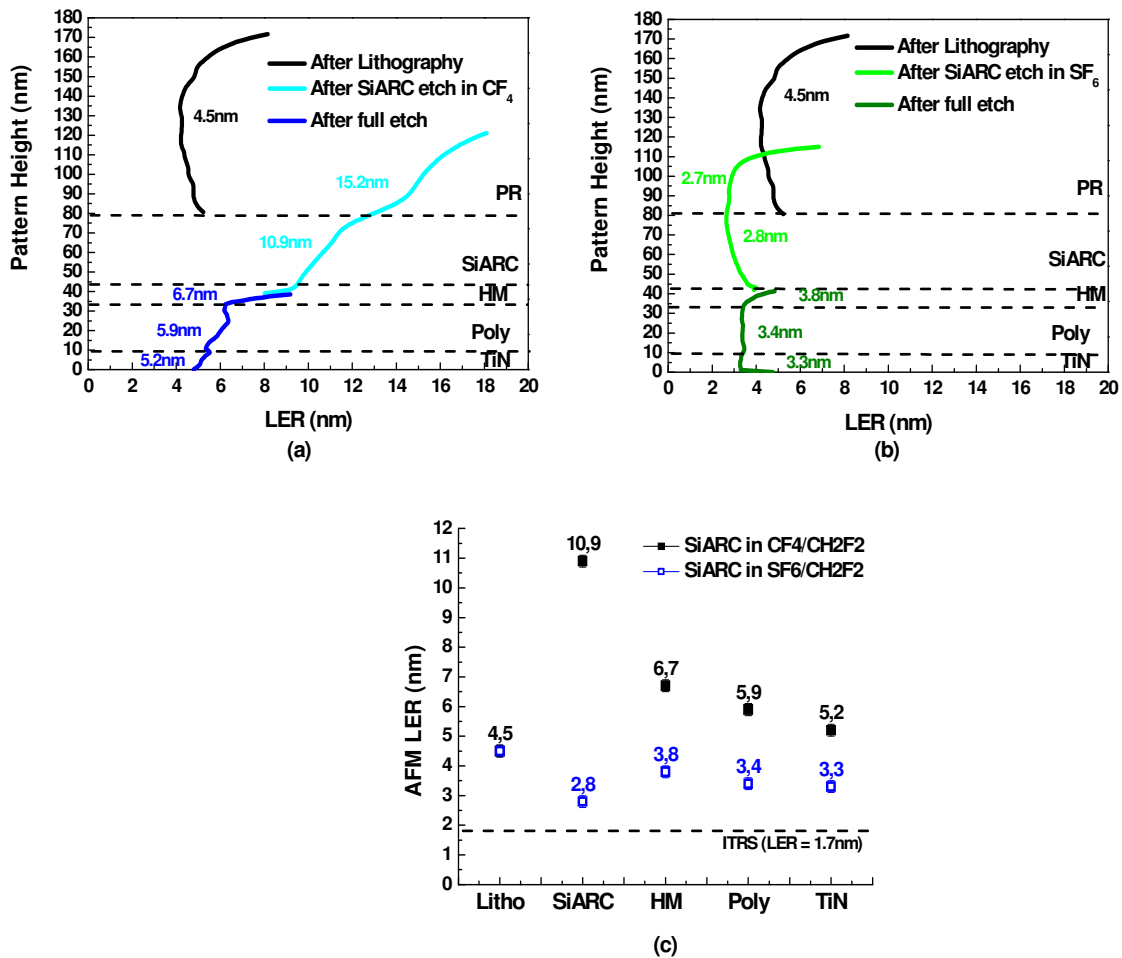 180
170
160
150
140
130
120
110
100
90
80
70
60
50
40
30
20
10
0
Pattern Height (nm)
After Lithography
After SiARC etch in CF4
After full etch
4.5nm
15.2nm
PR
10.9nm
SiARC
6.7nm
HM
5.9nm
Poly
5.2nm
TiN
0 2 4 6 8 10 12 14 16 18 20
LER (nm)
(a)
180
170
160
150
140
130
120
110
100
90
80
70
60
50
40
30
20
10
0
Pattern Height (nm)
After Lithography
After SiARC etch in SF6
After full etch
4.5nm
2.7nm
PR
2.8nm
SiARC
3.8nm
HM
3.4nm
Poly
3.3nm
TiN
0 2 4 6 8 10 12 14 16 18 20
LER (nm)
(b)
12
11
10
9
8
7
6
5
4
3
2
1
0
AFM LER (nm)
SiARC in CF4/CH2F2
SiARC in SF6/CH2F2
10,9
6,7
5,9
5,2
4,5
3,8
3,4
3,3
2,8
ITRS (LER = 1.7nm)
Litho SiARC HM Poly TiN
(c)